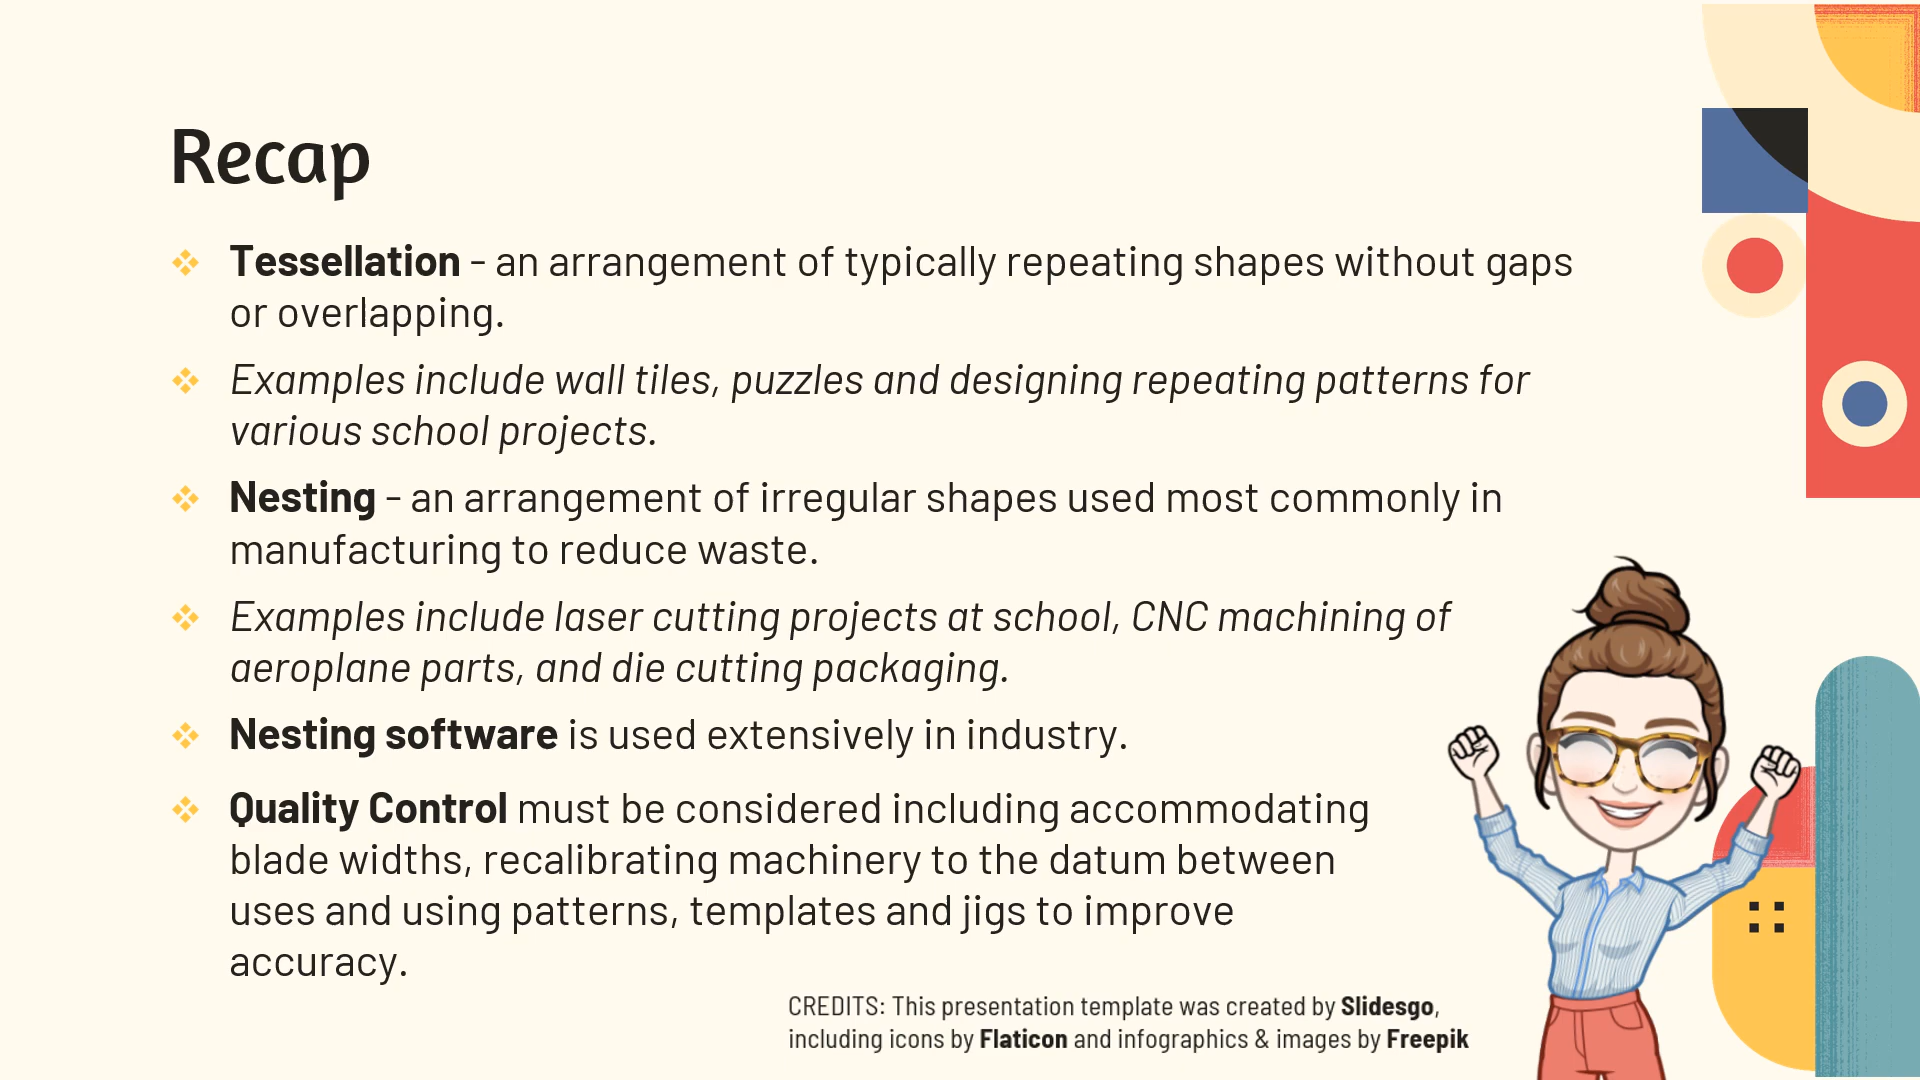 Recap
Tessellation - an arrangement of typically repeating shapes without gaps
or overlapping.
Examples include wall tiles, puzzles and designing repeating patterns for
various school projects.
Nesting - an arrangement of irregular shapes used most commonly in
manufacturing to reduce waste.
Examples include laser cutting projects at school, CNC machining of
aeroplane parts, and die cutting packaging.
Nesting software is used extensively in industry.
Quality Control must be considered including accommodating
blade widths, recalibrating machinery to the datum between
uses and using patterns, templates and jigs to improve
accuracy.
CREDITS: This presentation template was created by Slidesgo,
including icons by Flaticon and infographics & images by Freepik